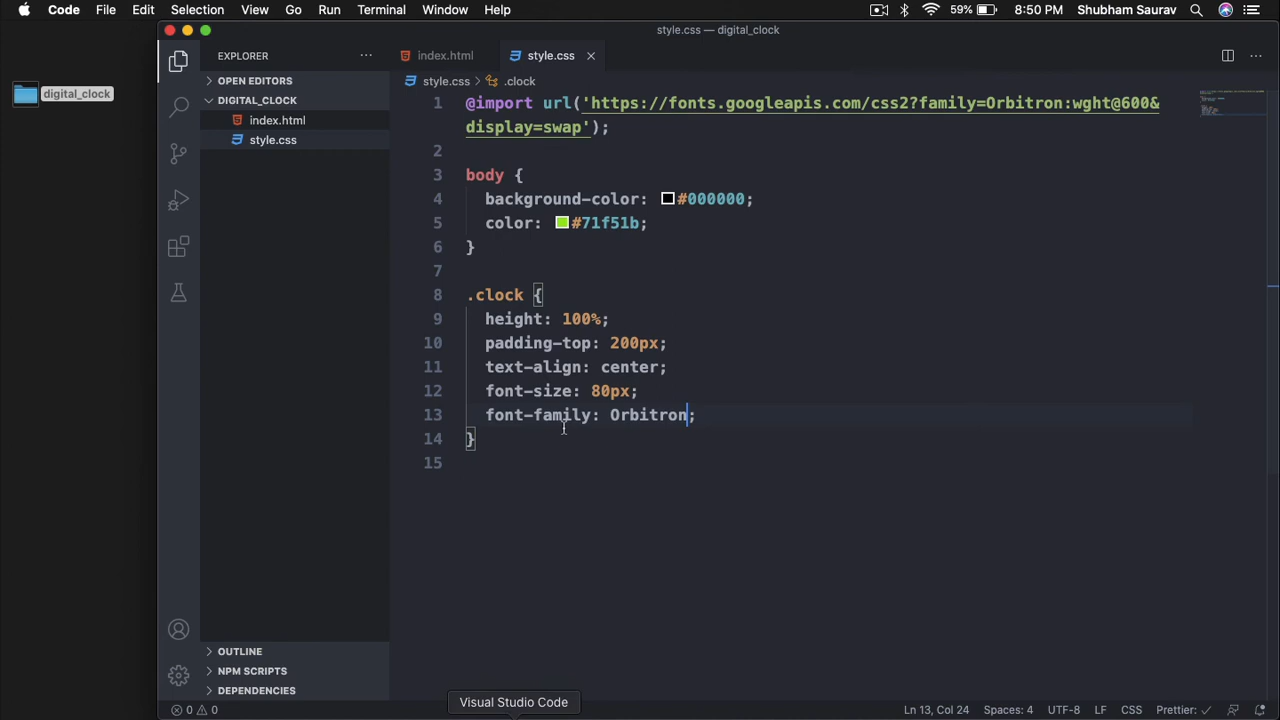 Code File Edit Selection View Go Run Terminal Window Help 59% 8:50 PM Shubham Saurav
style.css — digital_clock
EXPLORER
index.html style.css
OPEN EDITORS
style.css > .clock
digital_clock
DIGITAL_CLOCK
index.html
style.css
1 @import url('https://fonts.googleapis.com/css2?family=Orbitron:wght@600&
display=swap');
2
3 body {
4 background-color: #000000;
5 color: #71f51b;
6 }
7
8 .clock {
9 height: 100%;
10 padding-top: 200px;
11 text-align: center;
12 font-size: 80px;
13 font-family: Orbitron;
14 }
15
OUTLINE
NPM SCRIPTS
DEPENDENCIES
Visual Studio Code
0 0 Ln 13, Col 24 Spaces: 4 UTF-8 LF CSS Prettier: ✓